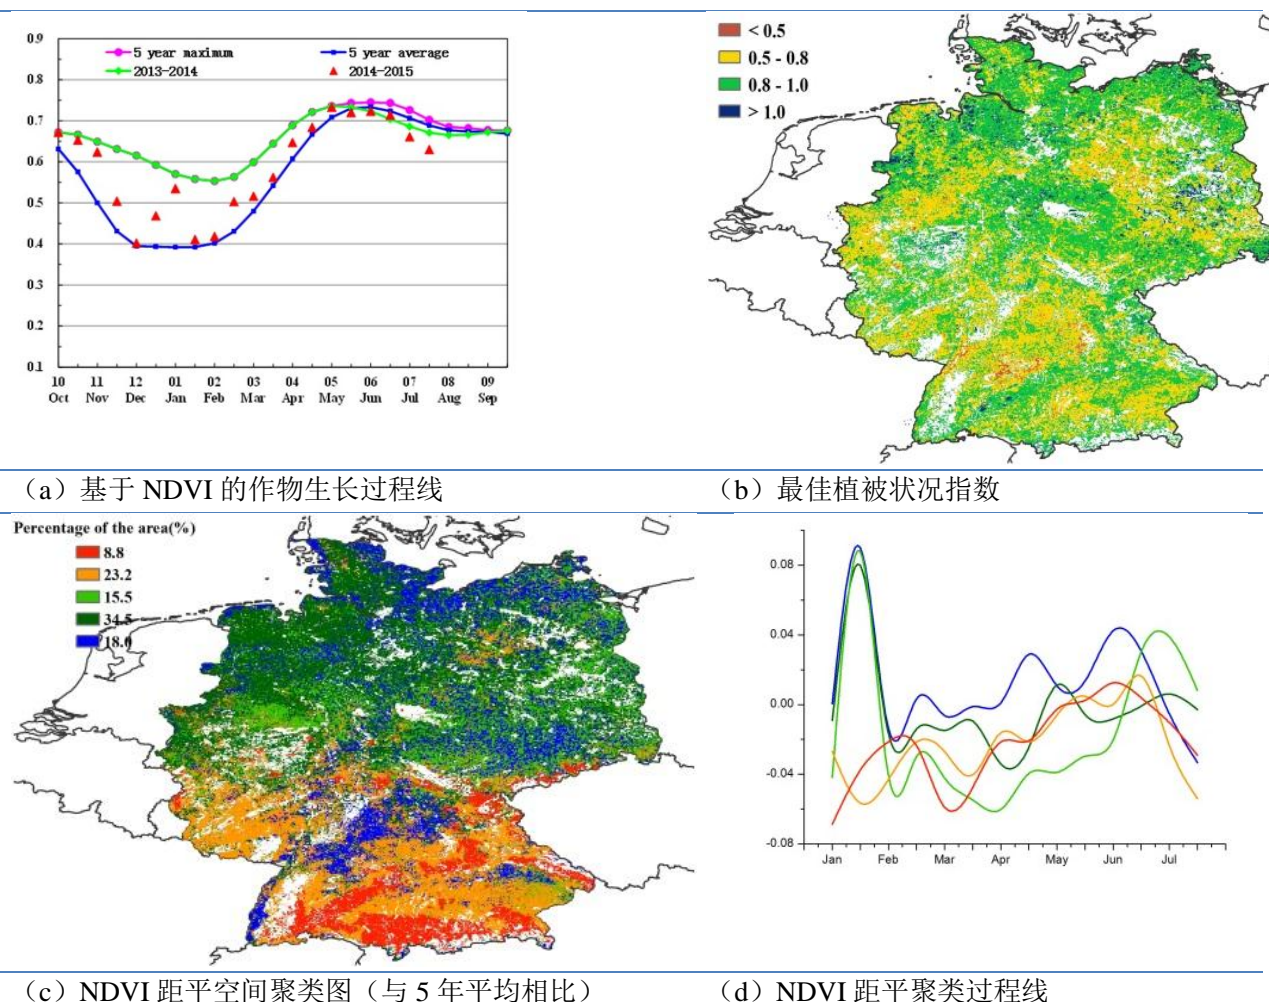 0.9
0.8
0.7
0.6
0.5
0.4
0.3
0.2
0.1
5 year maximum
5 year average
2013-2014
2014-2015
10 11 12 01 02 03 04 05 06 07 08 09
Oct Nov Dec Jan Feb Mar Apr May Jun Jul Aug Sep
< 0.5
0.5 - 0.8
0.8 - 1.0
> 1.0
（a）基于 NDVI 的作物生长过程线
（b）最佳植被状况指数
Percentage of the area(%)
8.8
23.2
15.5
34.5
18.0
0.08
0.04
0.00
-0.04
-0.08
Jan Feb Mar Apr May Jun Jul
（c）NDVI 距平空间聚类图（与 5 年平均相比）
（d）NDVI 距平聚类过程线